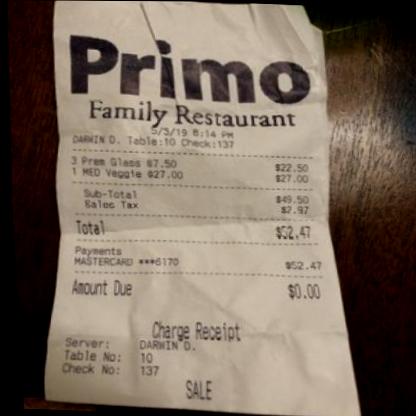 Primo
Family Restaurant
5/3/19 8:14 PM
DARWIN D. Table:10 Check:137
3 Prem Glass @7.50 $22.50
1 MED Veggie @27.00 $27.00
Sub-Total $49.50
Sales Tax $2.97
Total $52.47
Payments
MASTERCARD ***6170 $52.47
Amount Due $0.00
Charge Receipt
Server: DARWIN D.
Table No: 10
Check No: 137
SALE